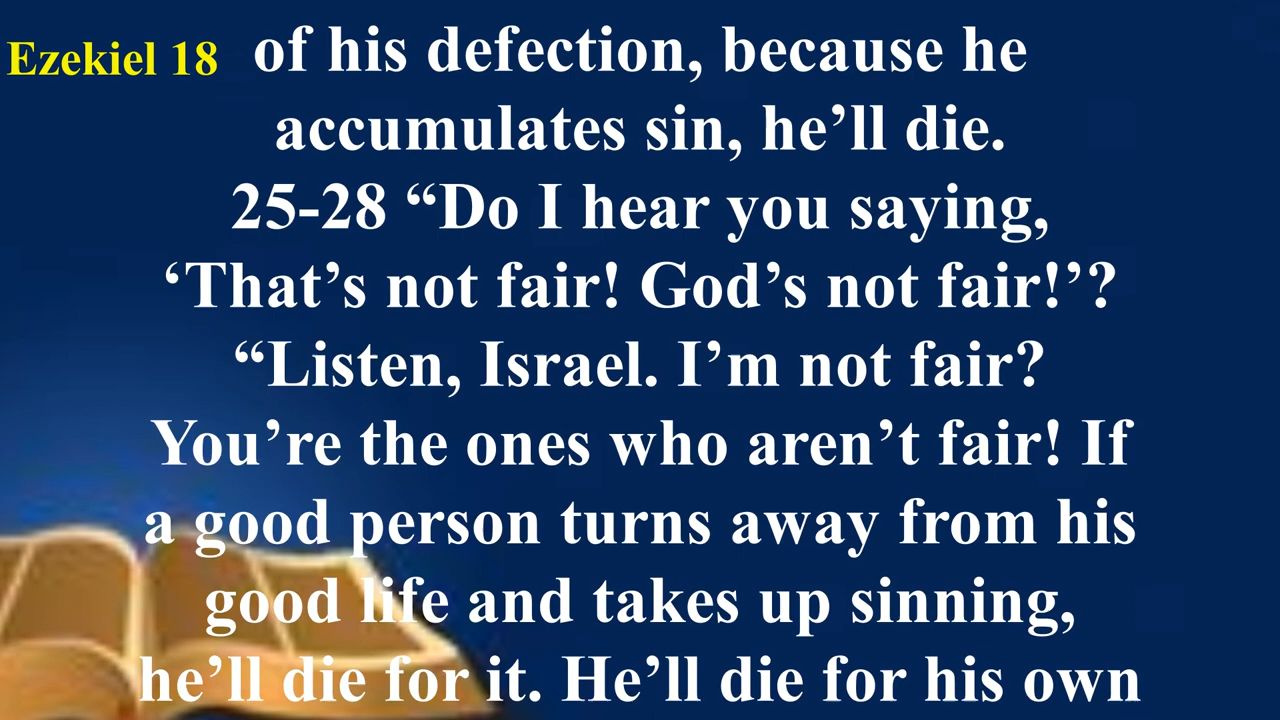 Ezekiel 18
of his defection, because he
accumulates sin, he’ll die.
25-28 “Do I hear you saying,
‘That’s not fair! God’s not fair!’?
“Listen, Israel. I’m not fair?
You’re the ones who aren’t fair! If
a good person turns away from his
good life and takes up sinning,
he’ll die for it. He’ll die for his own